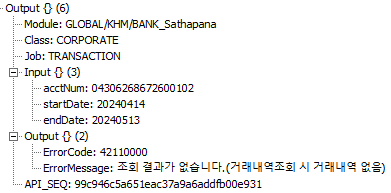 Output {} (6)
Module: GLOBAL/KHM/BANK_Sathapana
Class: CORPORATE
Job: TRANSACTION
Input {} (3)
acctNum: 04306268672600102
startDate: 20240414
endDate: 20240513
Output {} (2)
ErrorCode: 42110000
ErrorMessage: 조회 결과가 없습니다.(거래내역조회 시 거래내역 없음)
API_SEQ: 99c946c5a651eac37a9a6addfb00e931